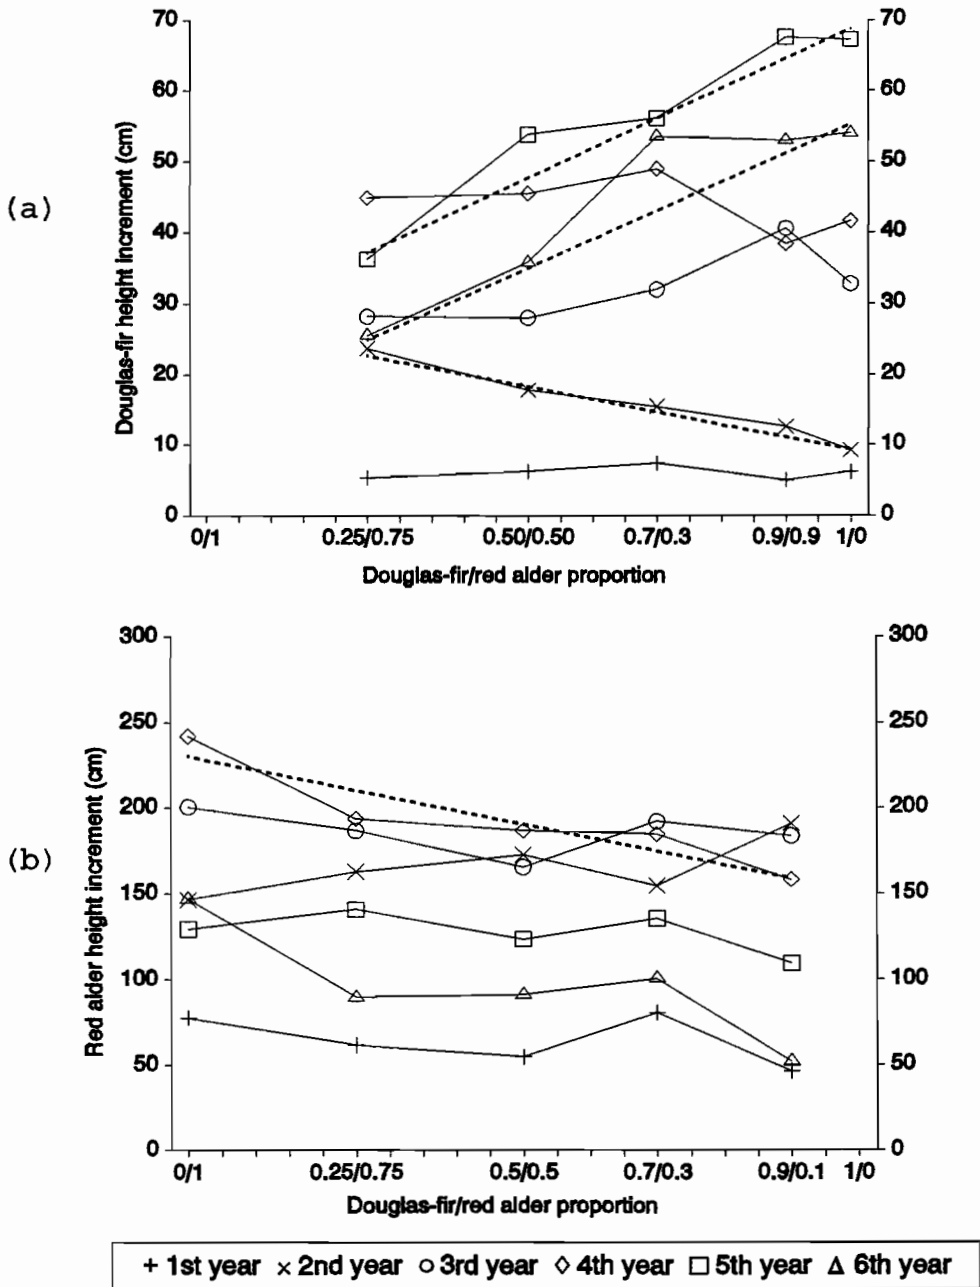 (a)
Douglas-fir height increment (cm)
70 70
60 60
50 50
40 40
30 30
20 20
10 10
0 0
0/1 0.25/0.75 0.50/0.50 0.7/0.3 0.9/0.9 1/0
Douglas-fir/red alder proportion
(b)
Red alder height increment (cm)
300 300
250 250
200 200
150 150
100 100
50 50
0 0
0/1 0.25/0.75 0.5/0.5 0.7/0.3 0.9/0.1 1/0
Douglas-fir/red alder proportion
+ 1st year × 2nd year ○ 3rd year ◇ 4th year □ 5th year △ 6th year